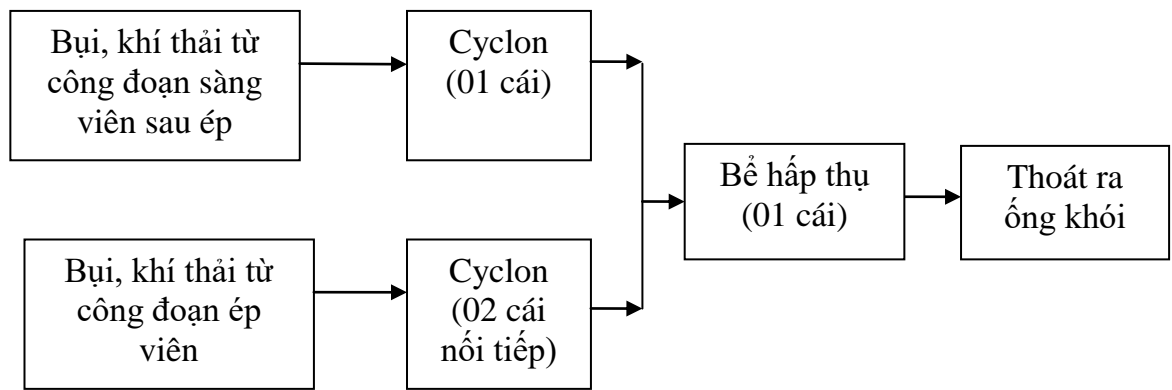 Bụi, khí thải từ
công đoạn sàng
viên sau ép
Cyclon
(01 cái)
Bể hấp thụ
(01 cái)
Thoát ra
ống khói
Bụi, khí thải từ
công đoạn ép
viên
Cyclon
(02 cái
nối tiếp)